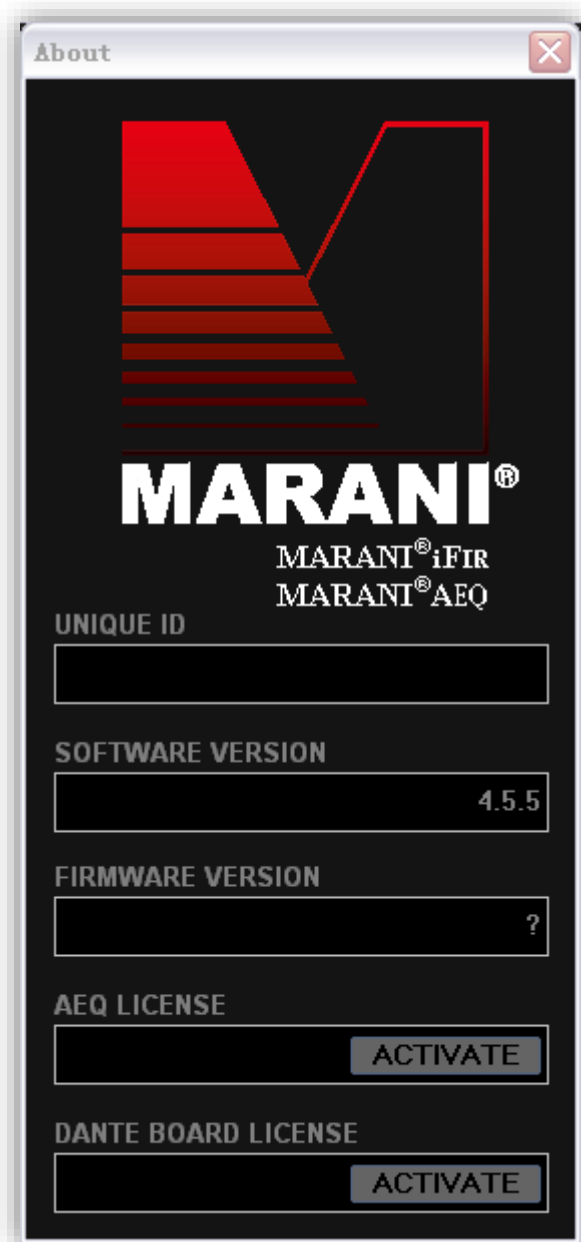 About
MARANI®
MARANI®iFIR
MARANI®AEQ
UNIQUE ID
SOFTWARE VERSION
4.5.5
FIRMWARE VERSION
?
AEQ LICENSE
ACTIVATE
DANTE BOARD LICENSE
ACTIVATE